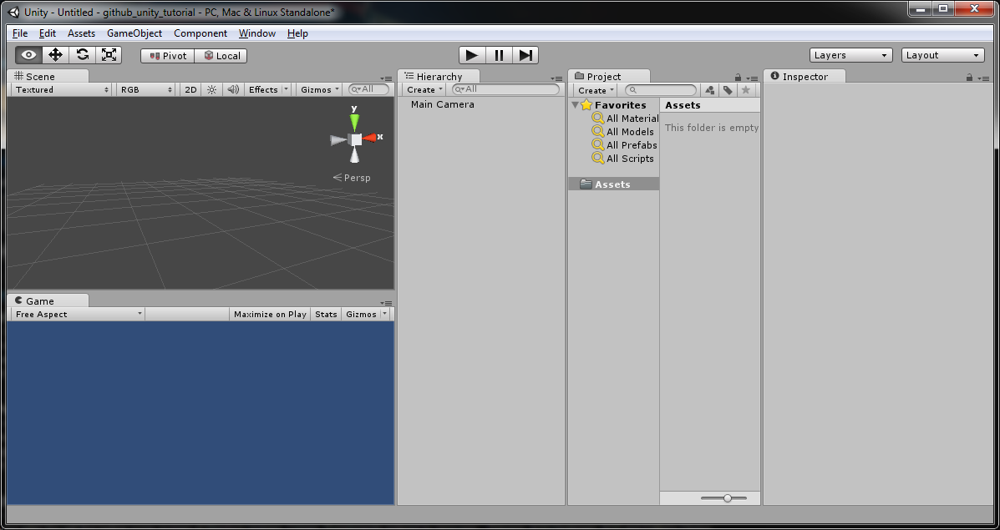 Unity - Untitled - github_unity_tutorial - PC, Mac & Linux Standalone*
File Edit Assets GameObject Component Window Help
Pivot Local Layers Layout
Scene
Textured RGB 2D Effects Gizmos All
y
x
Persp
Game
Free Aspect Maximize on Play Stats Gizmos
Hierarchy
Create All
Main Camera
Project
Create
Favorites
All Material
All Models
All Prefabs
All Scripts
Assets
Assets
This folder is empty
Inspector